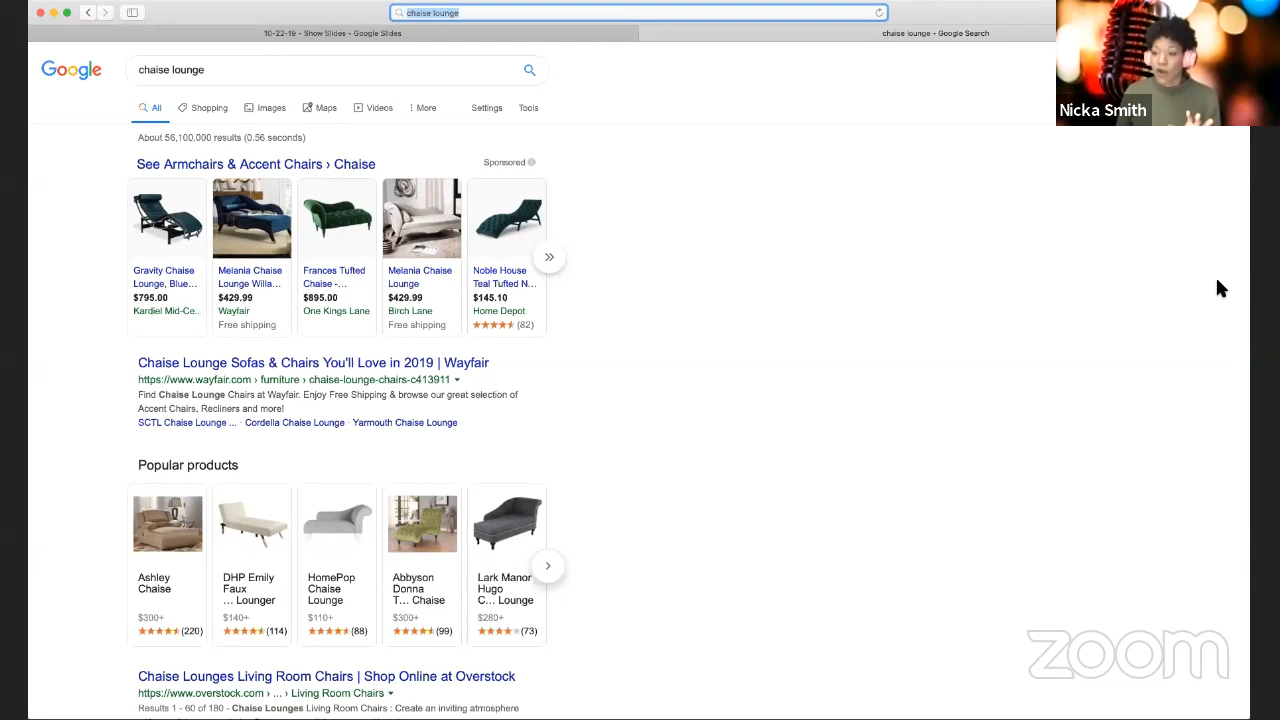 chaise lounge
10-22-19 - Show Slides - Google Slides
chaise lounge - Google Search
Nicka Smith
Google
chaise lounge
All
Shopping
Images
Maps
Videos
More
Settings
Tools
About 56,100,000 results (0.56 seconds)
See Armchairs & Accent Chairs › Chaise
Sponsored
Gravity Chaise
Lounge, Blue...
$795.00
Kardiel Mid-Ce...
Melania Chaise
Lounge Willa...
$429.99
Wayfair
Free shipping
Frances Tufted
Chaise -...
$895.00
One Kings Lane
Melania Chaise
Lounge
$429.99
Birch Lane
Free shipping
Noble House
Teal Tufted N...
$145.10
Home Depot
(82)
Chaise Lounge Sofas & Chairs You'll Love in 2019 | Wayfair
https://www.wayfair.com › furniture › chaise-lounge-chairs-c413911
Find Chaise Lounge Chairs at Wayfair. Enjoy Free Shipping & browse our great selection of
Accent Chairs, Recliners and more!
SCTL Chaise Lounge ... · Cordella Chaise Lounge · Yarmouth Chaise Lounge
Popular products
Ashley
Chaise
$300+
(220)
DHP Emily
Faux
... Lounger
$140+
(114)
HomePop
Chaise
Lounge
$110+
(88)
Abbyson
Donna
T... Chaise
$300+
(99)
Lark Manor
Hugo
C... Lounge
$280+
(73)
Chaise Lounges Living Room Chairs | Shop Online at Overstock
https://www.overstock.com › ... › Living Room Chairs
Results 1 - 60 of 180 - Chaise Lounges Living Room Chairs : Create an inviting atmosphere
zoom